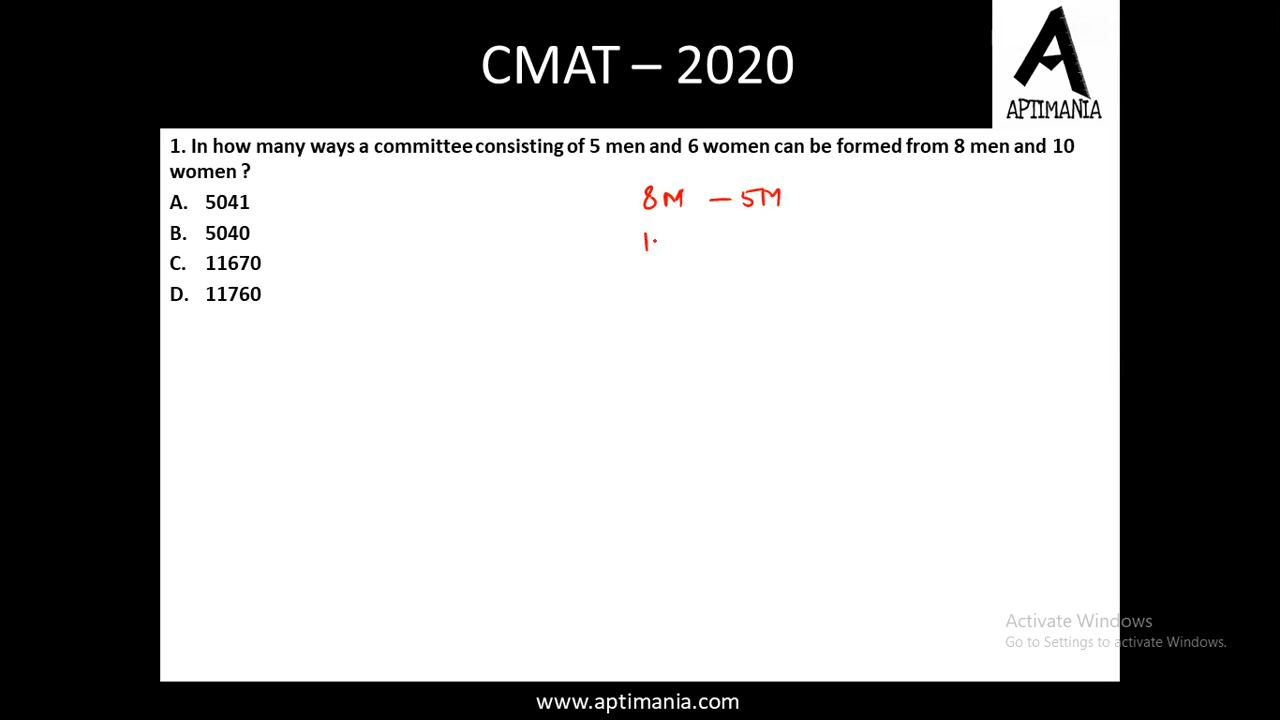 CMAT – 2020
APTIMANIA
1. In how many ways a committee consisting of 5 men and 6 women can be formed from 8 men and 10
women ?
A. 5041
B. 5040
C. 11670
D. 11760
8M — 5M
1
Activate Windows
Go to Settings to activate Windows.
www.aptimania.com